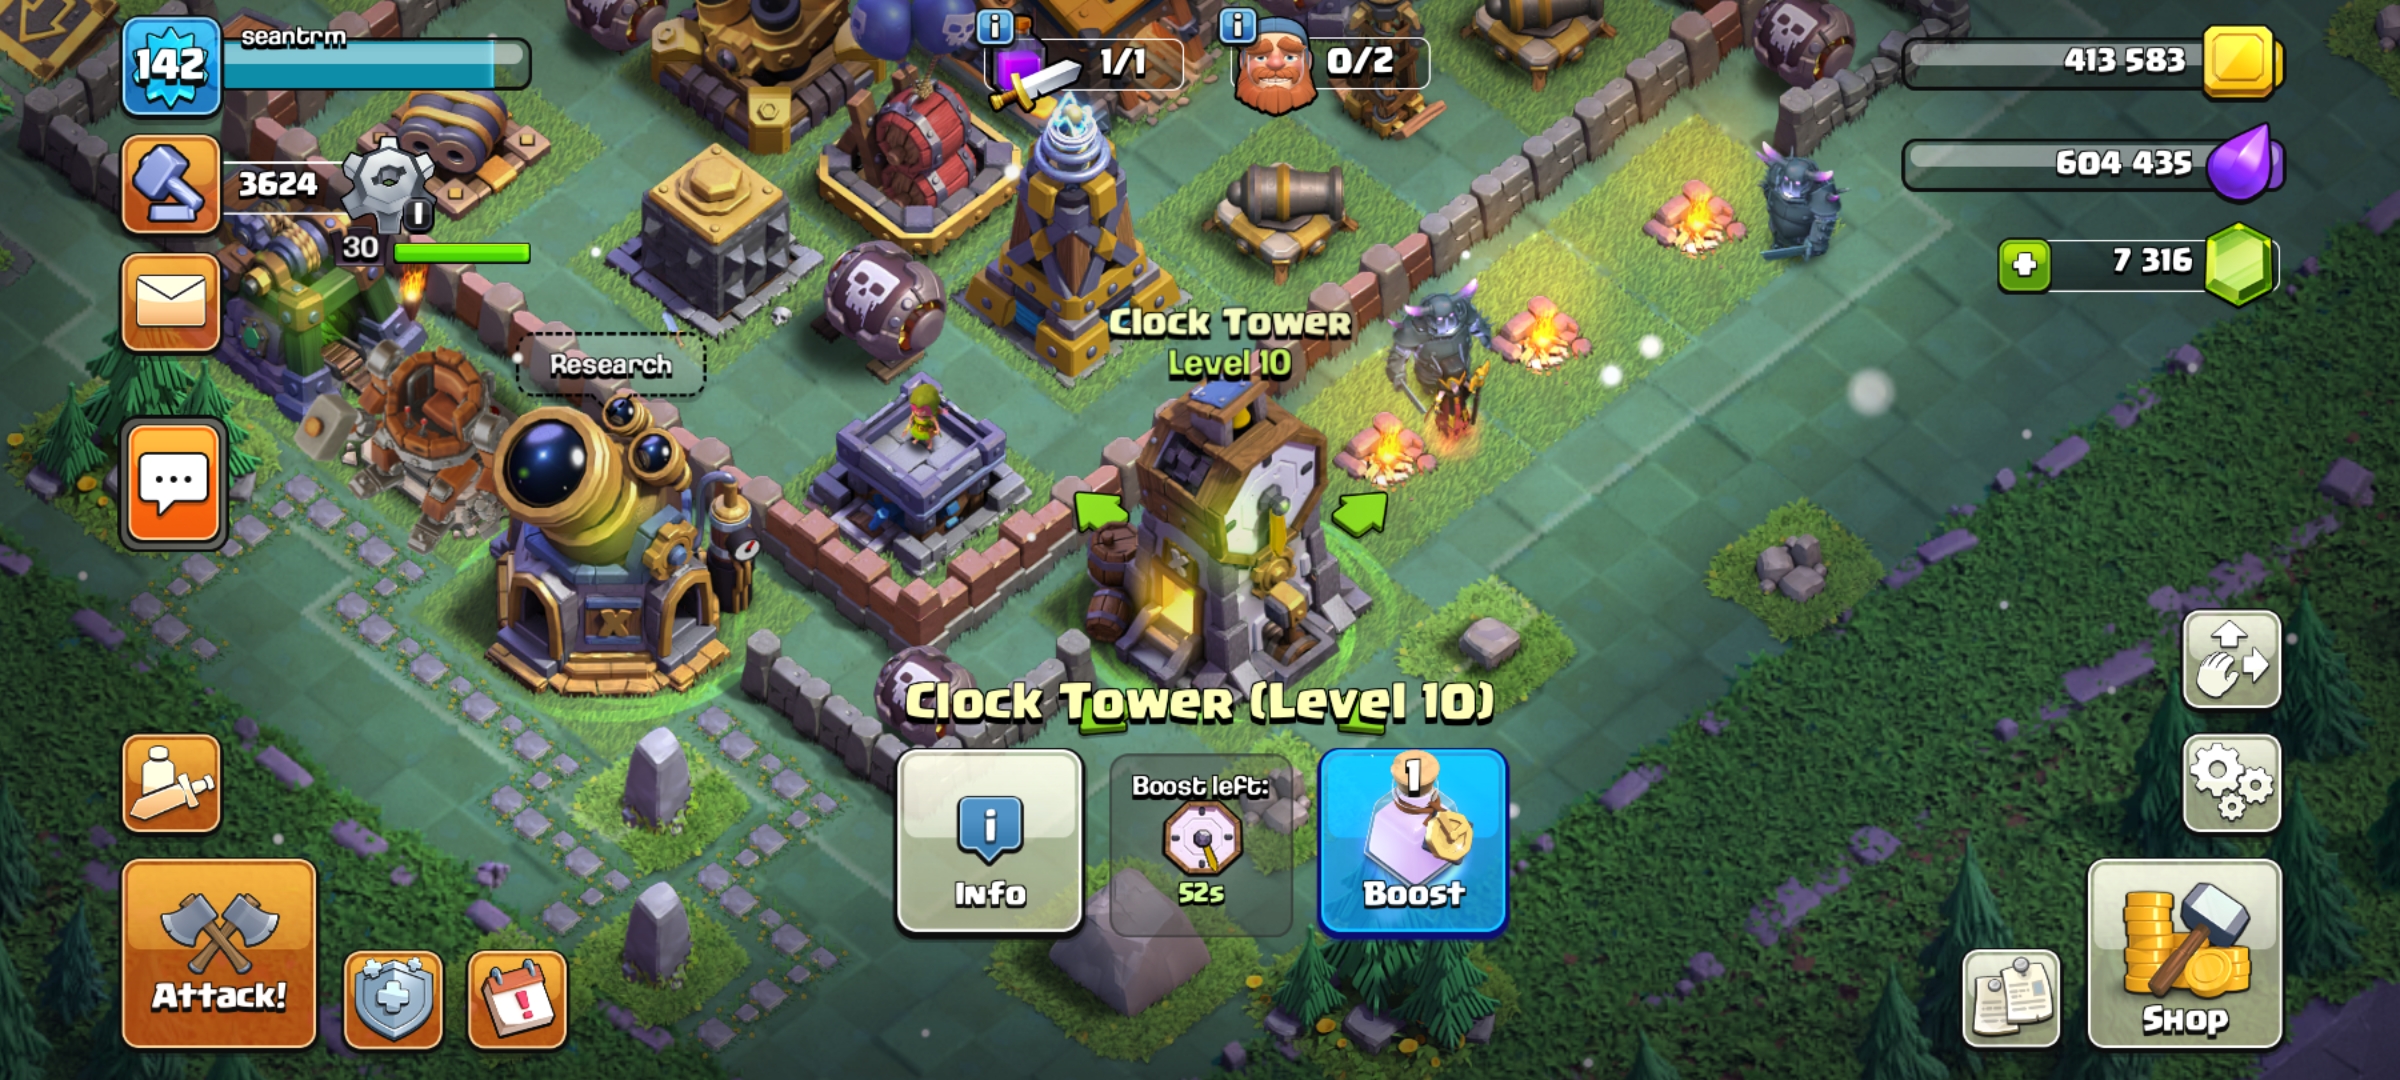 142
seantrm
1/1
0/2
413 583
3624
I
604 435
30
7 316
Research
Clock Tower
Level 10
Clock Tower (Level 10)
Info
Boost left:
52s
1
Boost
Attack!
Shop